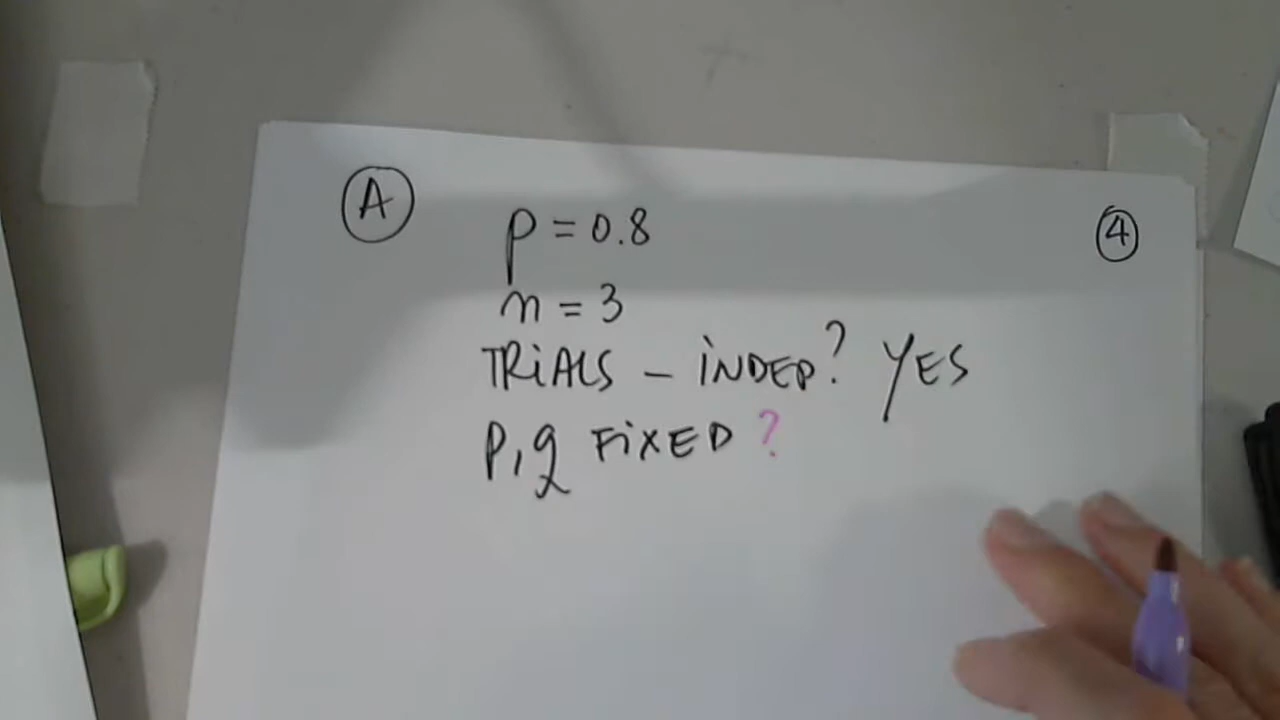 A
4
p = 0.8
n = 3
TRiALS - iNDEP? YES
P, q FiXED ?